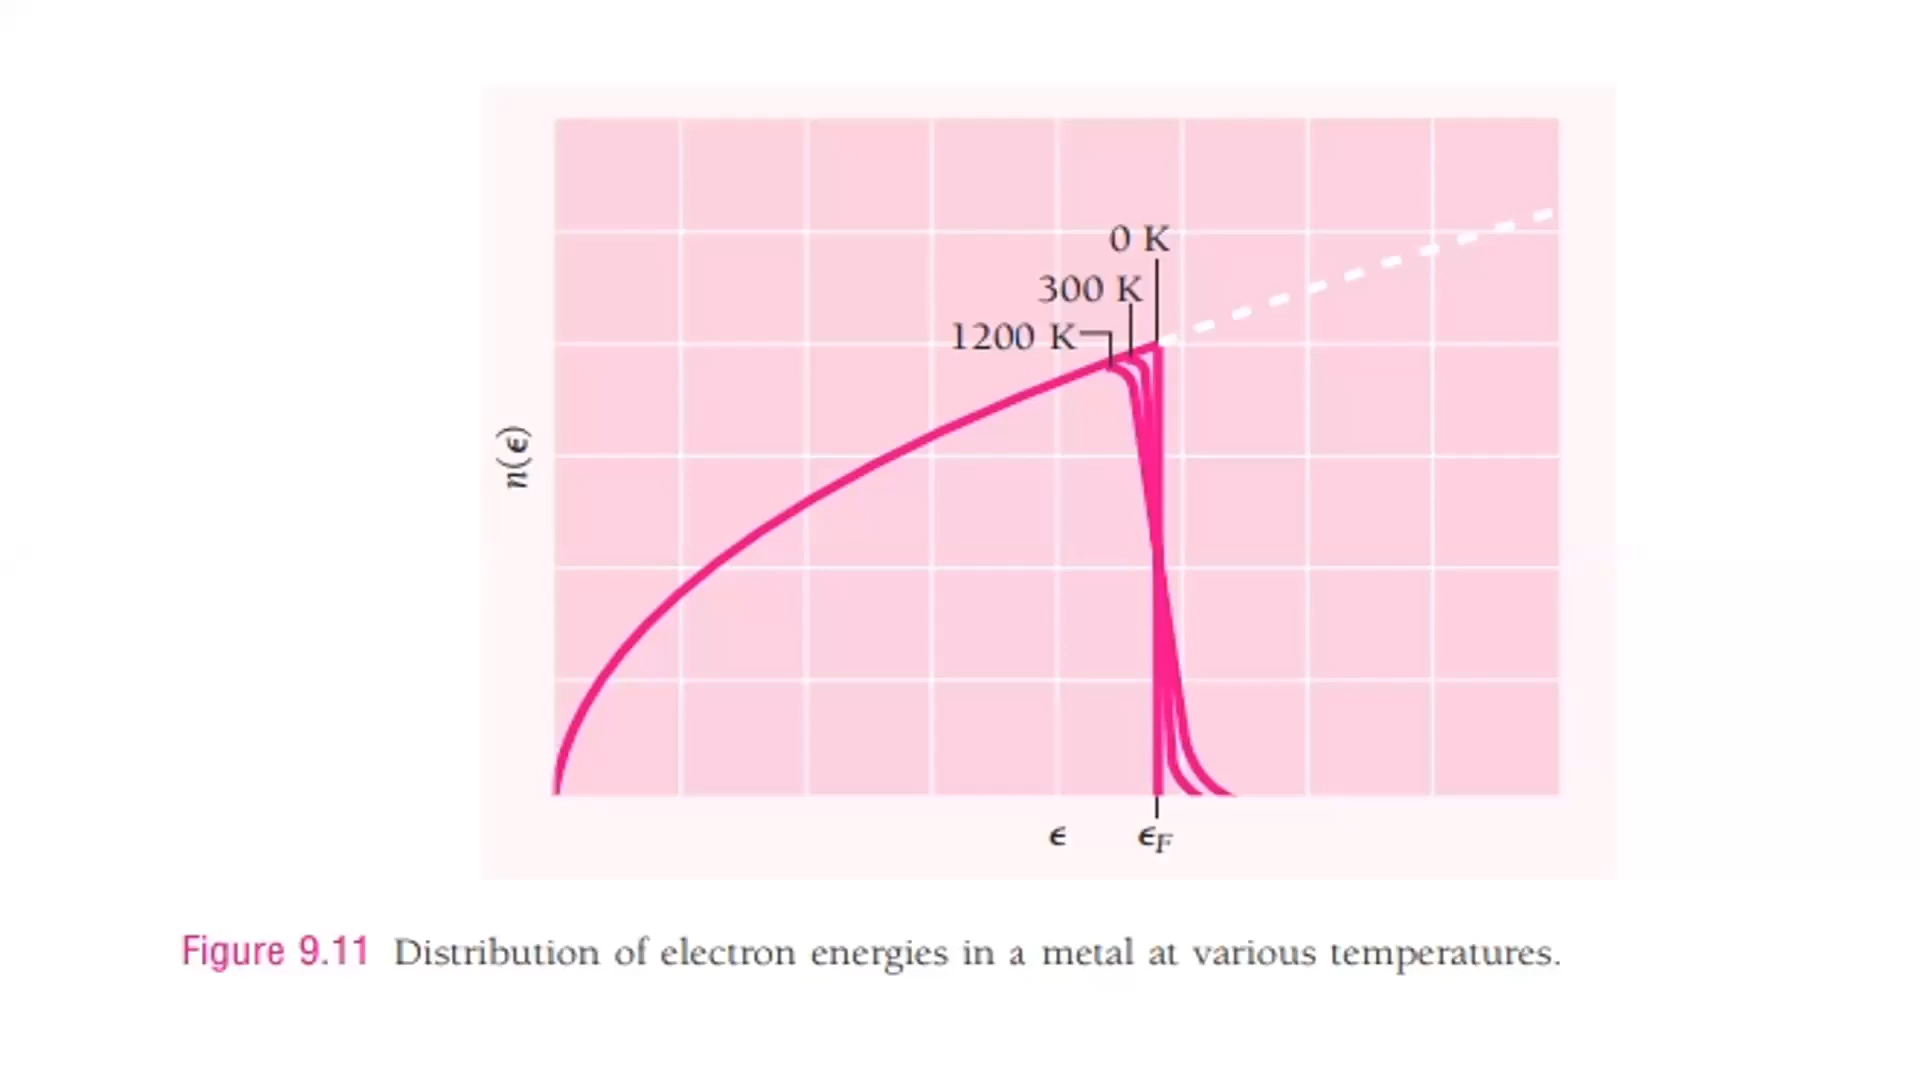 0 K
300 K
1200 K
n(ϵ)
ϵ
ϵF
Figure 9.11 Distribution of electron energies in a metal at various temperatures.